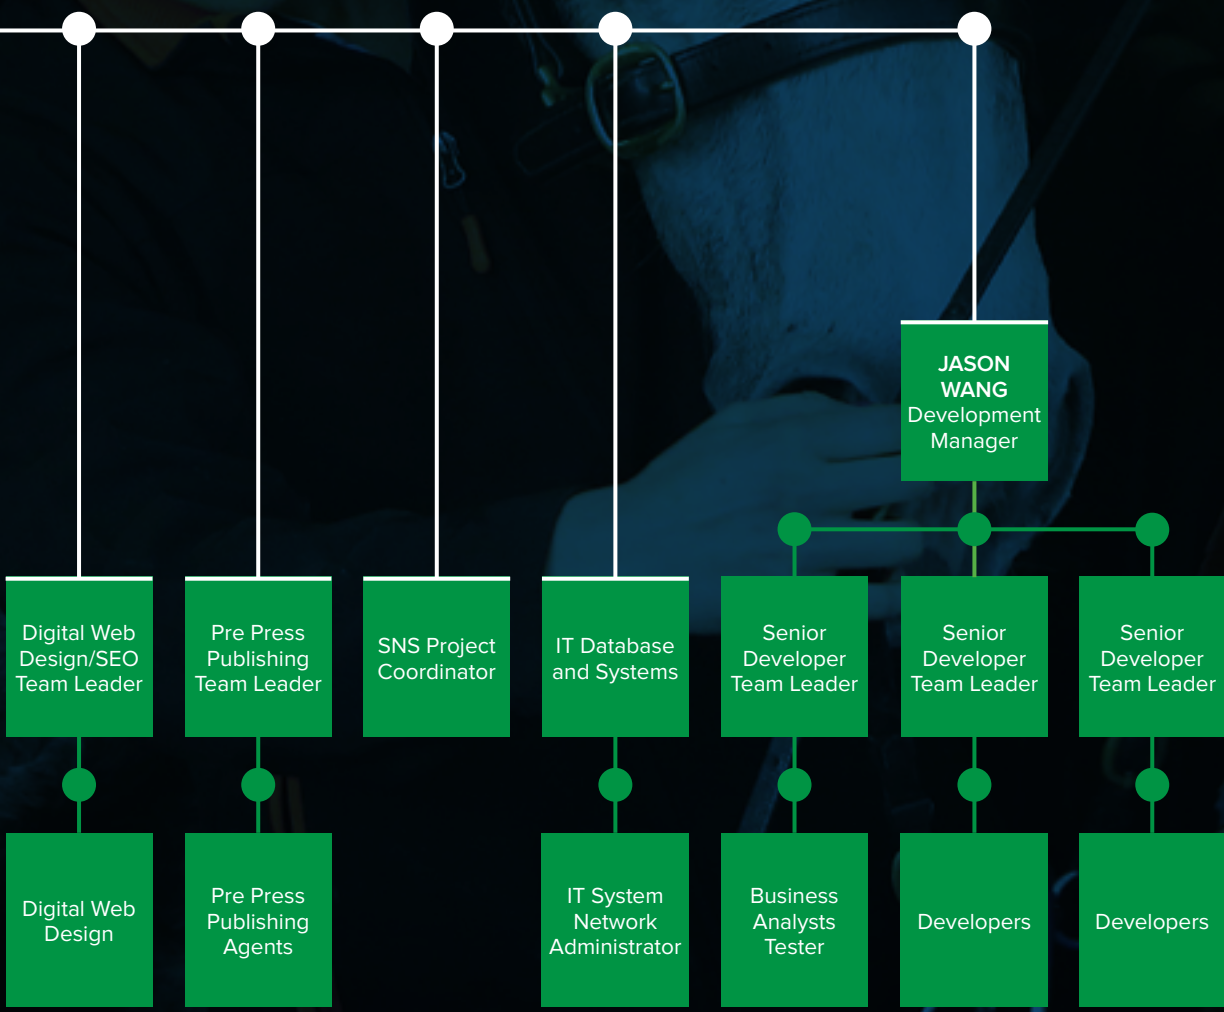 JASON
WANG
Development
Manager
Digital Web
Design/SEO
Team Leader
Pre Press
Publishing
Team Leader
SNS Project
Coordinator
IT Database
and Systems
Senior
Developer
Team Leader
Senior
Developer
Team Leader
Senior
Developer
Team Leader
Digital Web
Design
Pre Press
Publishing
Agents
IT System
Network
Administrator
Business
Analysts
Tester
Developers
Developers